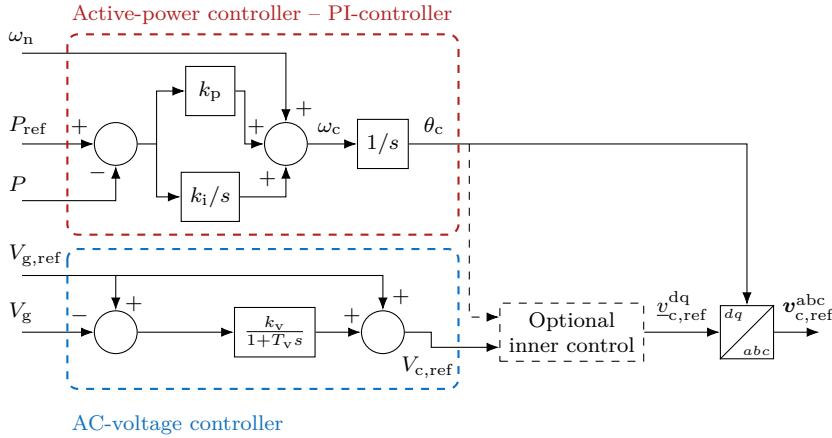 Active-power controller – PI-controller
ω_n
+
k_p
P_ref
+
+
ω_c
1/s
θ_c
P
−
k_i/s
+
V_g,ref
+
+
V_g
−
k_v/(1+T_v s)
+
V_c,ref
Optional
inner control
v_c,ref^dq
dq
abc
v_c,ref^abc
AC-voltage controller